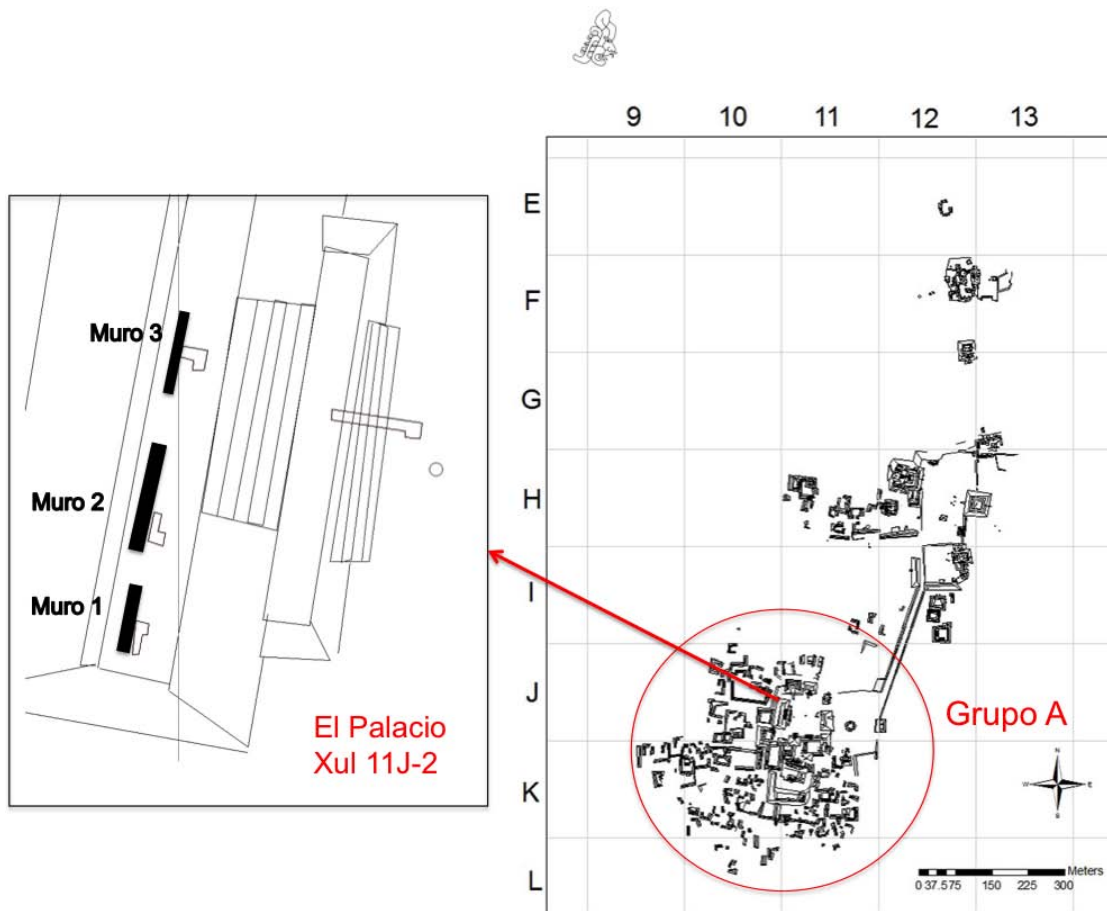 9 10 11 12 13
E
F
G
H
I
J
K
L
Muro 3
Muro 2
Muro 1
El Palacio
Xul 11J-2
Grupo A
N
W E
S
Meters
0 37.5 75 150 225 300